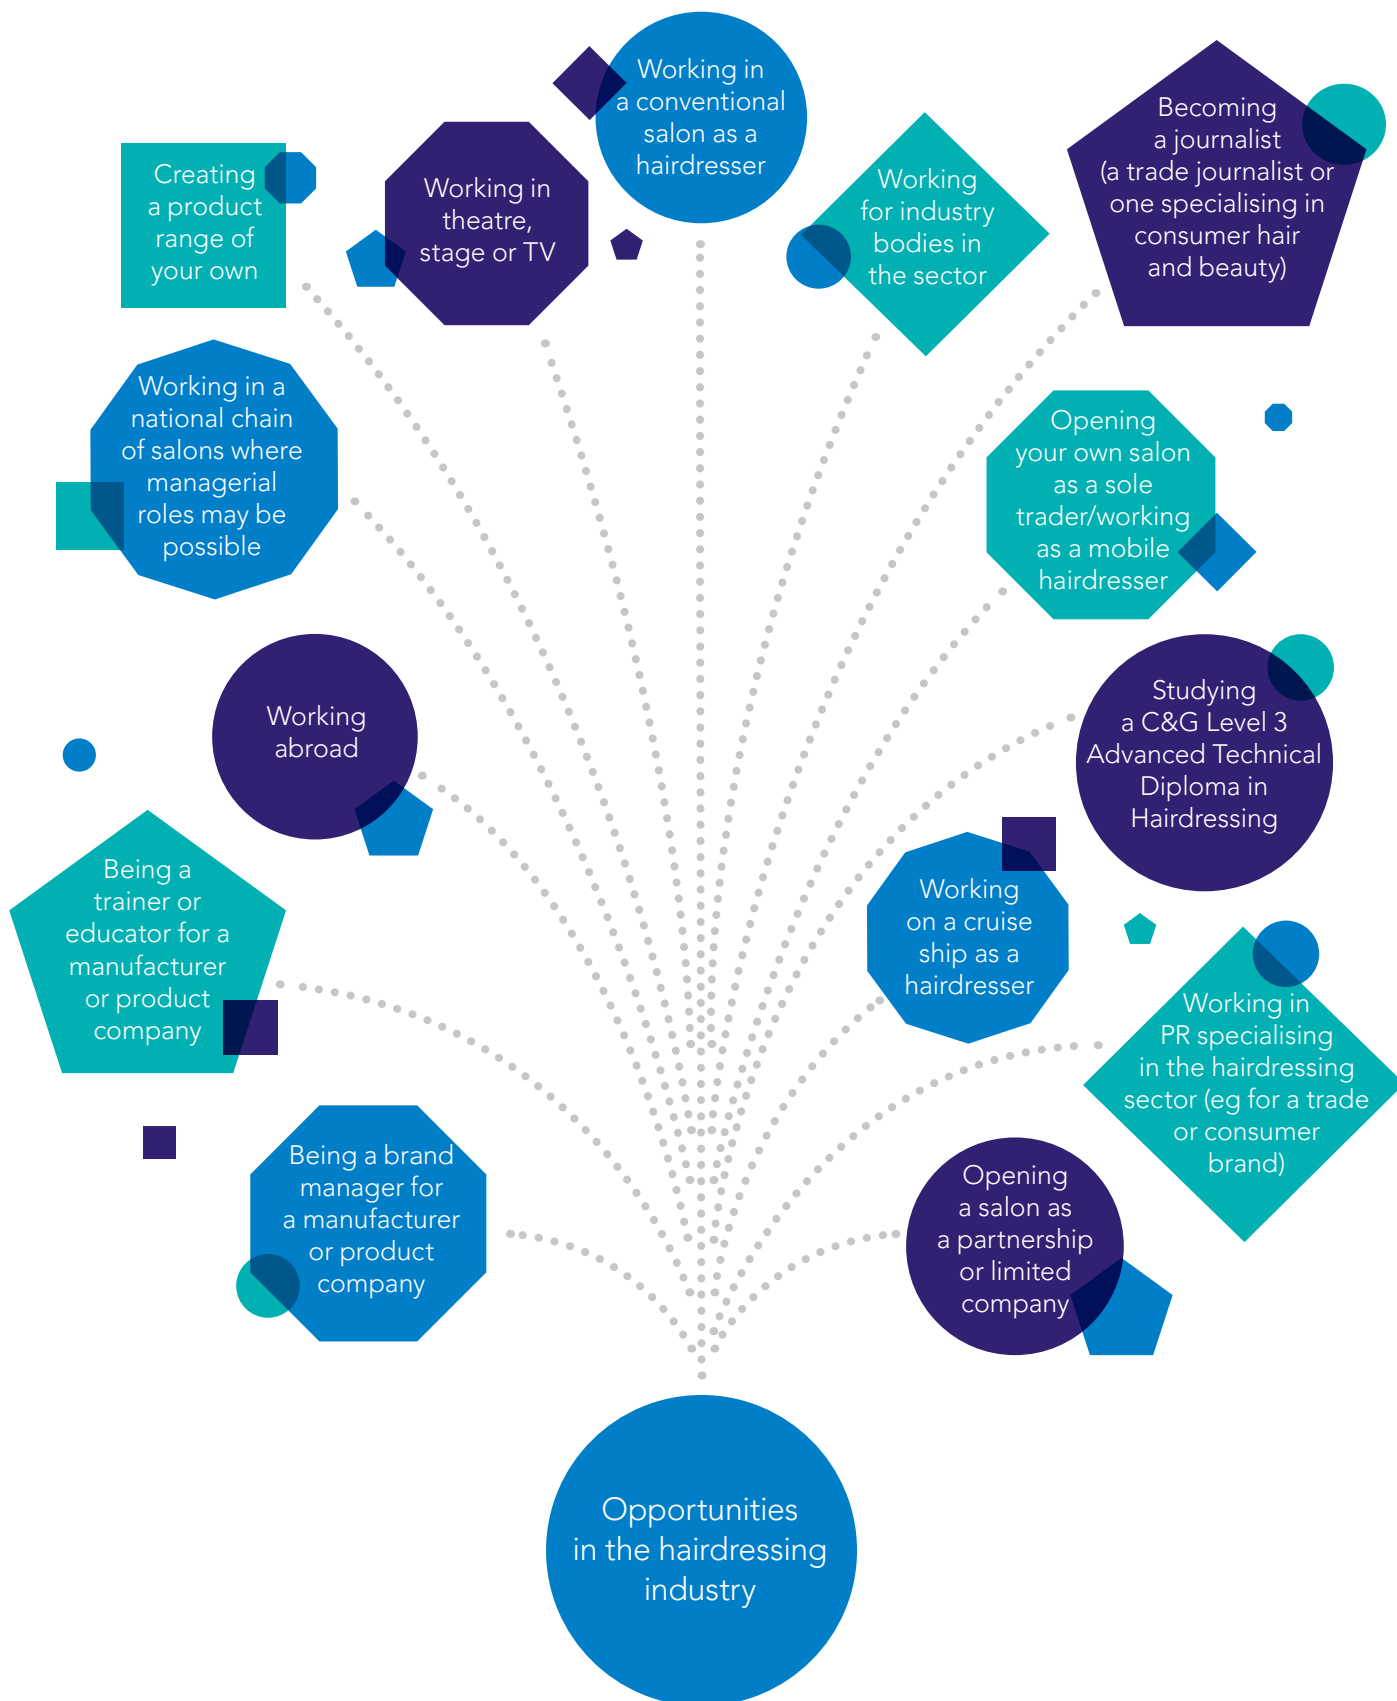 Working in
a conventional
salon as a
hairdresser
Becoming
a journalist
(a trade journalist or
one specialising in
consumer hair
and beauty)
Creating
a product
range of
your own
Working in
theatre,
stage or TV
Working
for industry
bodies in
the sector
Working in a
national chain
of salons where
managerial
roles may be
possible
Opening
your own salon
as a sole
trader/working
as a mobile
hairdresser
Working
abroad
Studying
a C&G Level 3
Advanced Technical
Diploma in
Hairdressing
Being a
trainer or
educator for a
manufacturer
or product
company
Working
on a cruise
ship as a
hairdresser
Working in
PR specialising
in the hairdressing
sector (eg for a trade
or consumer
brand)
Being a brand
manager for
a manufacturer
or product
company
Opening
a salon as
a partnership
or limited
company
Opportunities
in the hairdressing
industry